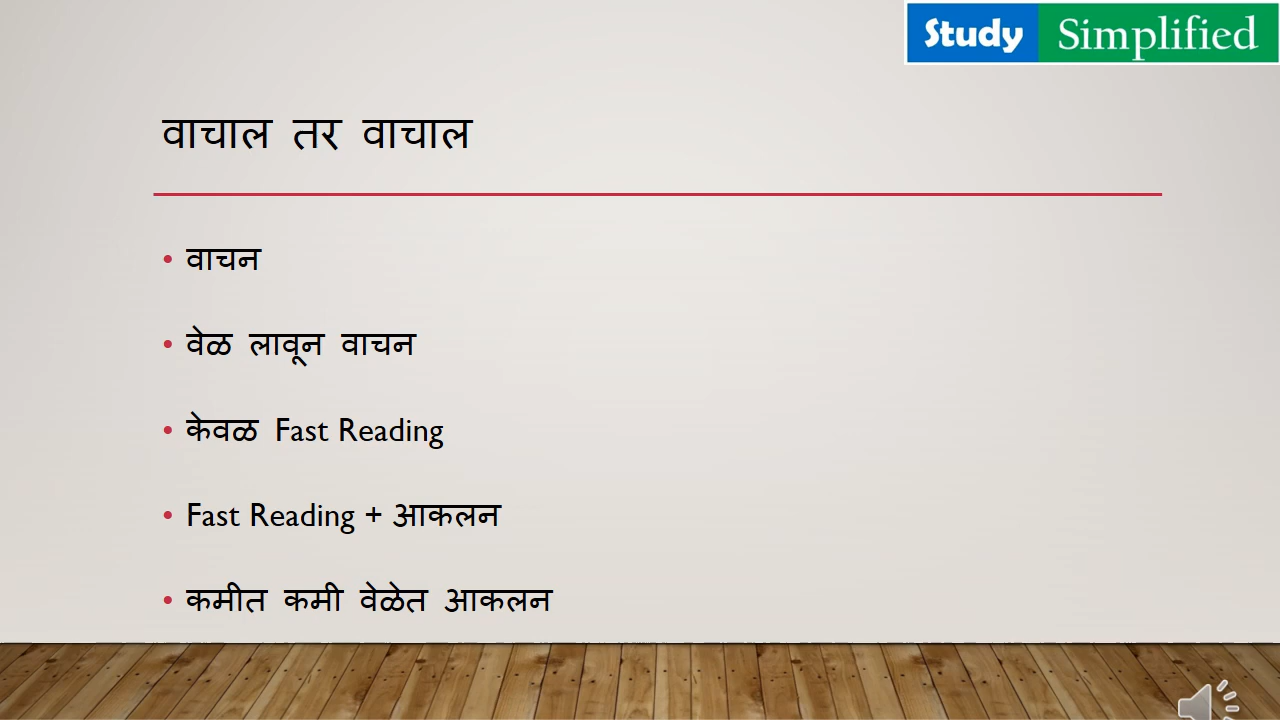 Study Simplified
वाचाल तर वाचाल
• वाचन
• वेळ लावून वाचन
• केवळ Fast Reading
• Fast Reading + आकलन
• कमीत कमी वेळेत आकलन